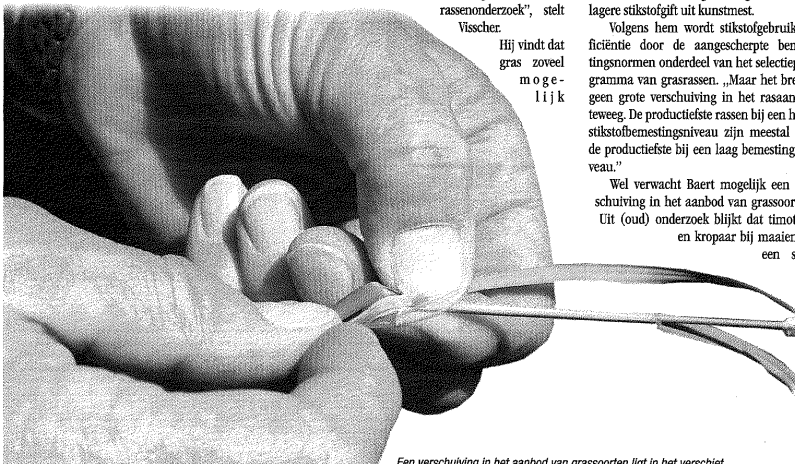 rassenonderzoek”, stelt
Visscher.
Hij vindt dat
gras zoveel
moge-
lijk
lagere stikstofgift uit kunstmest.
Volgens hem wordt stikstofgebruik
ficiëntie door de aangescherpte bem
tingsnormen onderdeel van het selectiep
gramma van grasrassen. „Maar het bre
geen grote verschuiving in het rasaan
teweeg. De productiefste rassen bij een h
stikstofbemestingsniveau zijn meestal
de productiefste bij een laag bemesting
veau.”
Wel verwacht Baert mogelijk een
schuiving in het aanbod van grassoor
Uit (oud) onderzoek blijkt dat timot
en kropaar bij maaien
een s
Een verschuiving in het aanbod van grassoorten ligt in het verschiet.